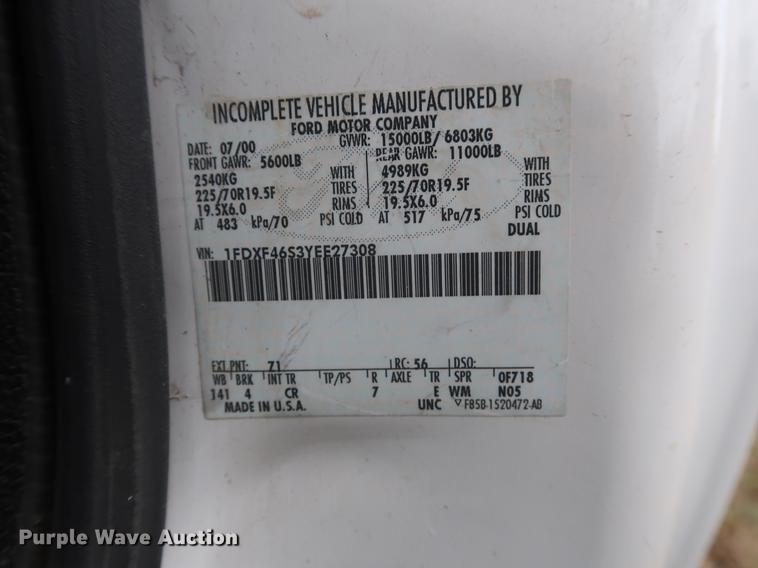 INCOMPLETE VEHICLE MANUFACTURED BY
FORD MOTOR COMPANY
DATE: 07/00 GVWR: 15000LB/ 6803KG
FRONT GAWR: 5600LB REAR GAWR: 11000LB
2540KG WITH 4989KG WITH
225/70R19.5F TIRES 225/70R19.5F TIRES
19.5X6.0 RIMS 19.5X6.0 RIMS
AT 483 kPa/70 PSI COLD AT 517 kPa/75 PSI COLD
DUAL
VIN: 1FDXF46S3YEE27308
EXT PNT: Z1 RC: 56 DSO:
WB BRK INT TR TP/PS R AXLE TR SPR 0F718
141 4 CR 7 E WM N05
MADE IN U.S.A. UNC F85B-1520472-AB
Purple Wave Auction